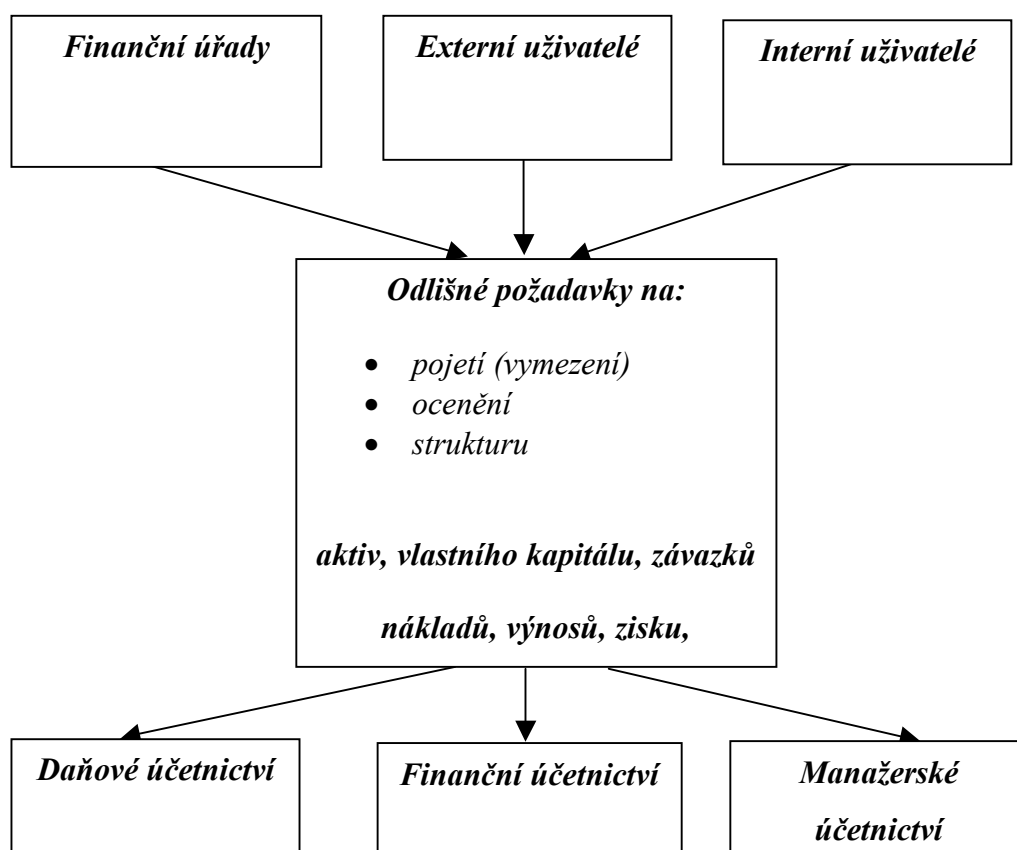 Finanční úřady
Externí uživatelé
Interní uživatelé
Odlišné požadavky na:
• pojetí (vymezení)
• ocenění
• strukturu
aktiv, vlastního kapitálu, závazků
nákladů, výnosů, zisku,
Daňové účetnictví
Finanční účetnictví
Manažerské
účetnictví